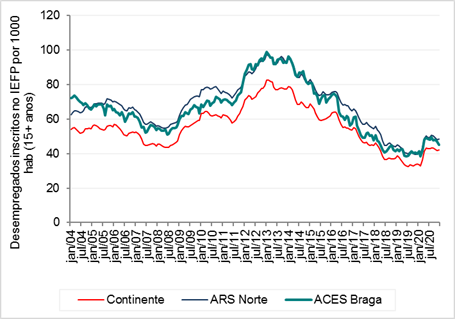 Desempregados inscritos no IEFP por 1000
hab (15+ anos)
120
100
80
60
40
20
0
jan/04
jul/04
jan/05
jul/05
jan/06
jul/06
jan/07
jul/07
jan/08
jul/08
jan/09
jul/09
jan/10
jul/10
jan/11
jul/11
jan/12
jul/12
jan/13
jul/13
jan/14
jul/14
jan/15
jul/15
jan/16
jul/16
jan/17
jul/17
jan/18
jul/18
jan/19
jul/19
jan/20
jul/20
Continente
ARS Norte
ACES Braga